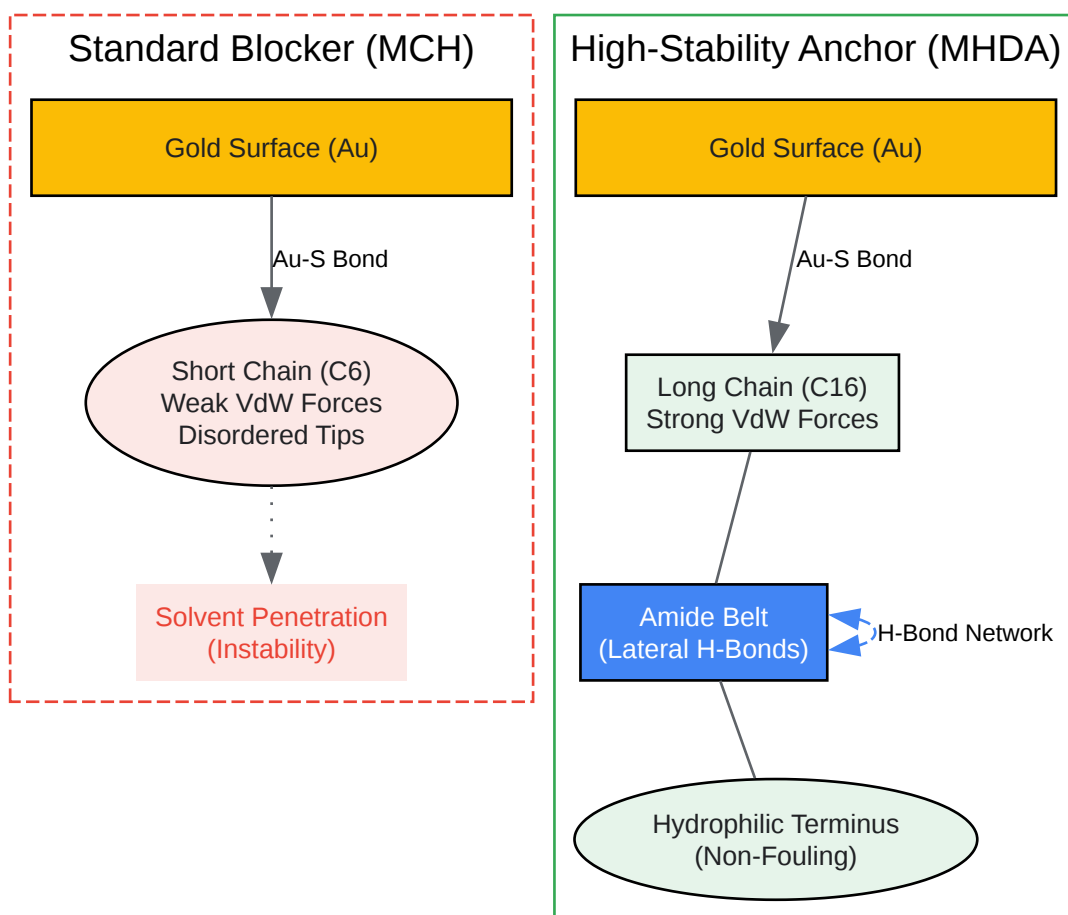 Standard Blocker (MCH)
Gold Surface (Au)
Au-S Bond
Short Chain (C6)
Weak VdW Forces
Disordered Tips
Solvent Penetration
(Instability)
High-Stability Anchor (MHDA)
Gold Surface (Au)
Au-S Bond
Long Chain (C16)
Strong VdW Forces
Amide Belt
(Lateral H-Bonds)
H-Bond Network
Hydrophilic Terminus
(Non-Fouling)